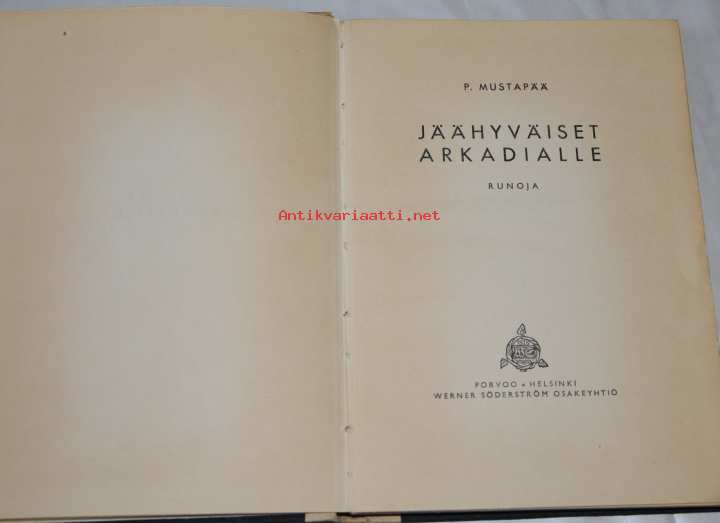 P. MUSTAPÄÄ
JÄÄHYVÄISET
ARKADIALLE
RUNOJA
Antikvariaatti.net
PORVOO • HELSINKI
WERNER SÖDERSTRÖM OSAKEYHTIÖ